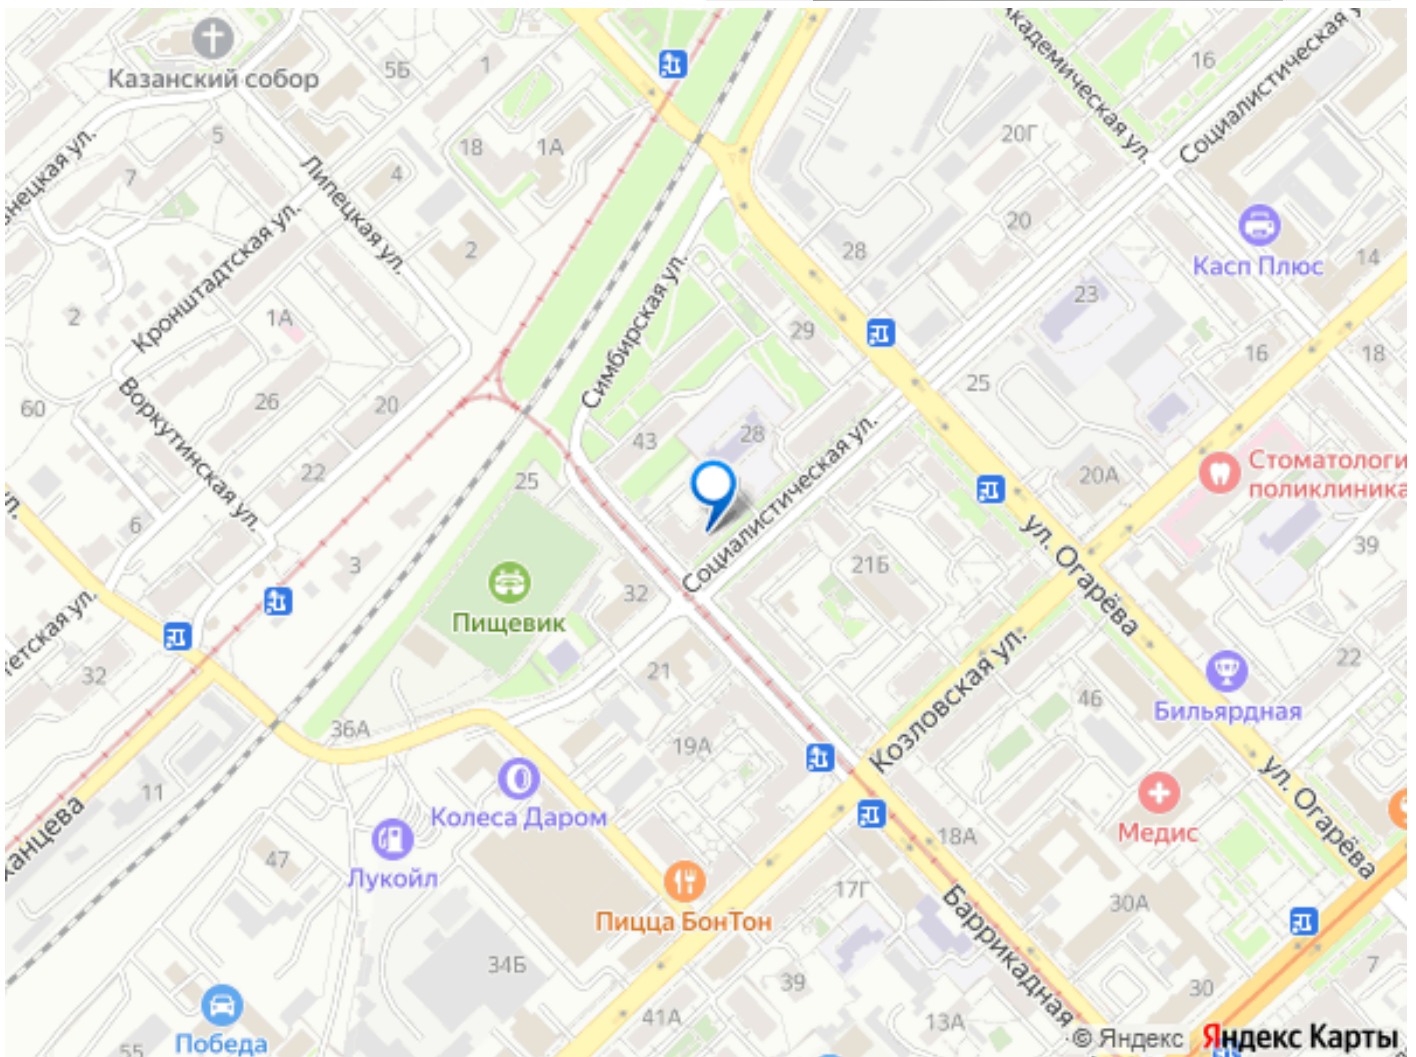 Казанский собор
5Б
1
5
7
18
1А
4
2
Липецкая ул.
Кронштадтская ул.
2
1А
26
20
60
Воркутинская ул.
22
6
3
32
Академическая ул.
16
Социалистическая ул.
20Г
20
28
Касп Плюс
14
23
29
16
18
25
Симбирская ул.
43
28
Социалистическая ул.
25
Пищевик
32
21
21Б
20А
Стоматологи
поликлиника
39
ул. Огарёва
22
Козловская ул.
46
Бильярдная
36А
19А
11
Колеса Даром
Лукойл
47
Медис
ул. Огарёва
18А
17Г
30А
Пицца БонТон
34Б
Баррикадная
7
39
30
41А
13А
Победа
55
© Яндекс
Яндекс Карты